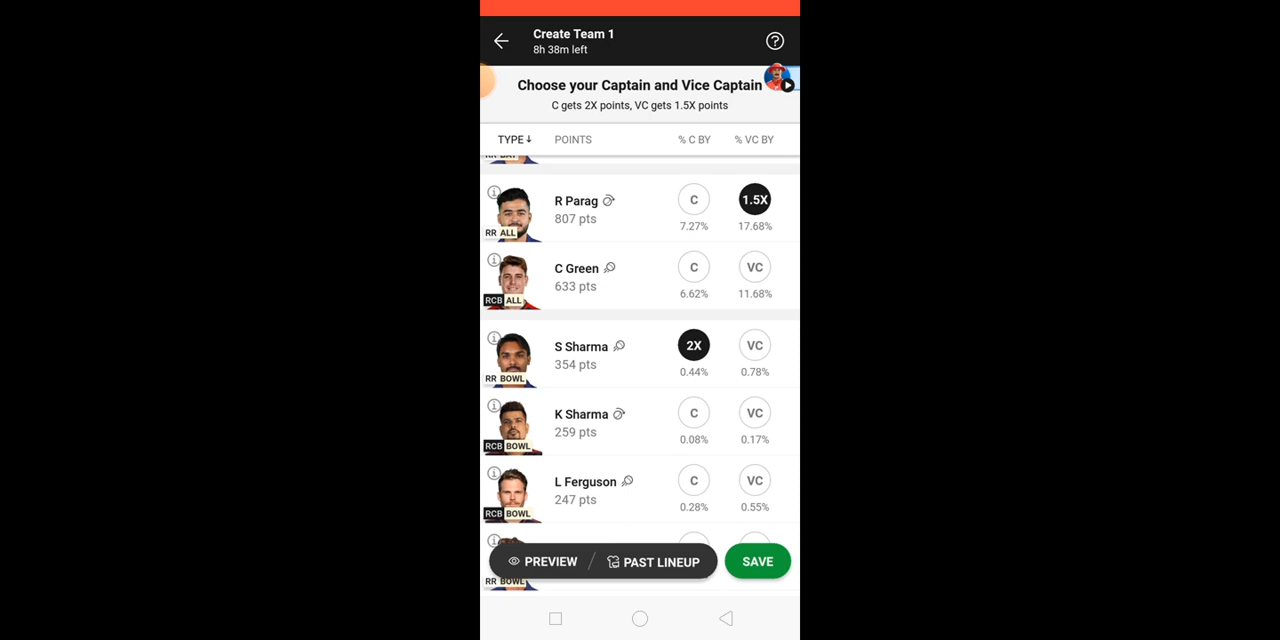 Create Team 1
8h 38m left
Choose your Captain and Vice Captain
C gets 2X points, VC gets 1.5X points
TYPE↓ POINTS % C BY % VC BY
RR BAT
R Parag C 1.5X
807 pts
RR ALL 7.27% 17.68%
C Green C VC
633 pts
RCB ALL 6.62% 11.68%
S Sharma 2X VC
354 pts
RR BOWL 0.44% 0.78%
K Sharma C VC
259 pts
RCB BOWL 0.08% 0.17%
L Ferguson C VC
247 pts
RCB BOWL 0.28% 0.55%
PREVIEW / PAST LINEUP SAVE
RR BOWL